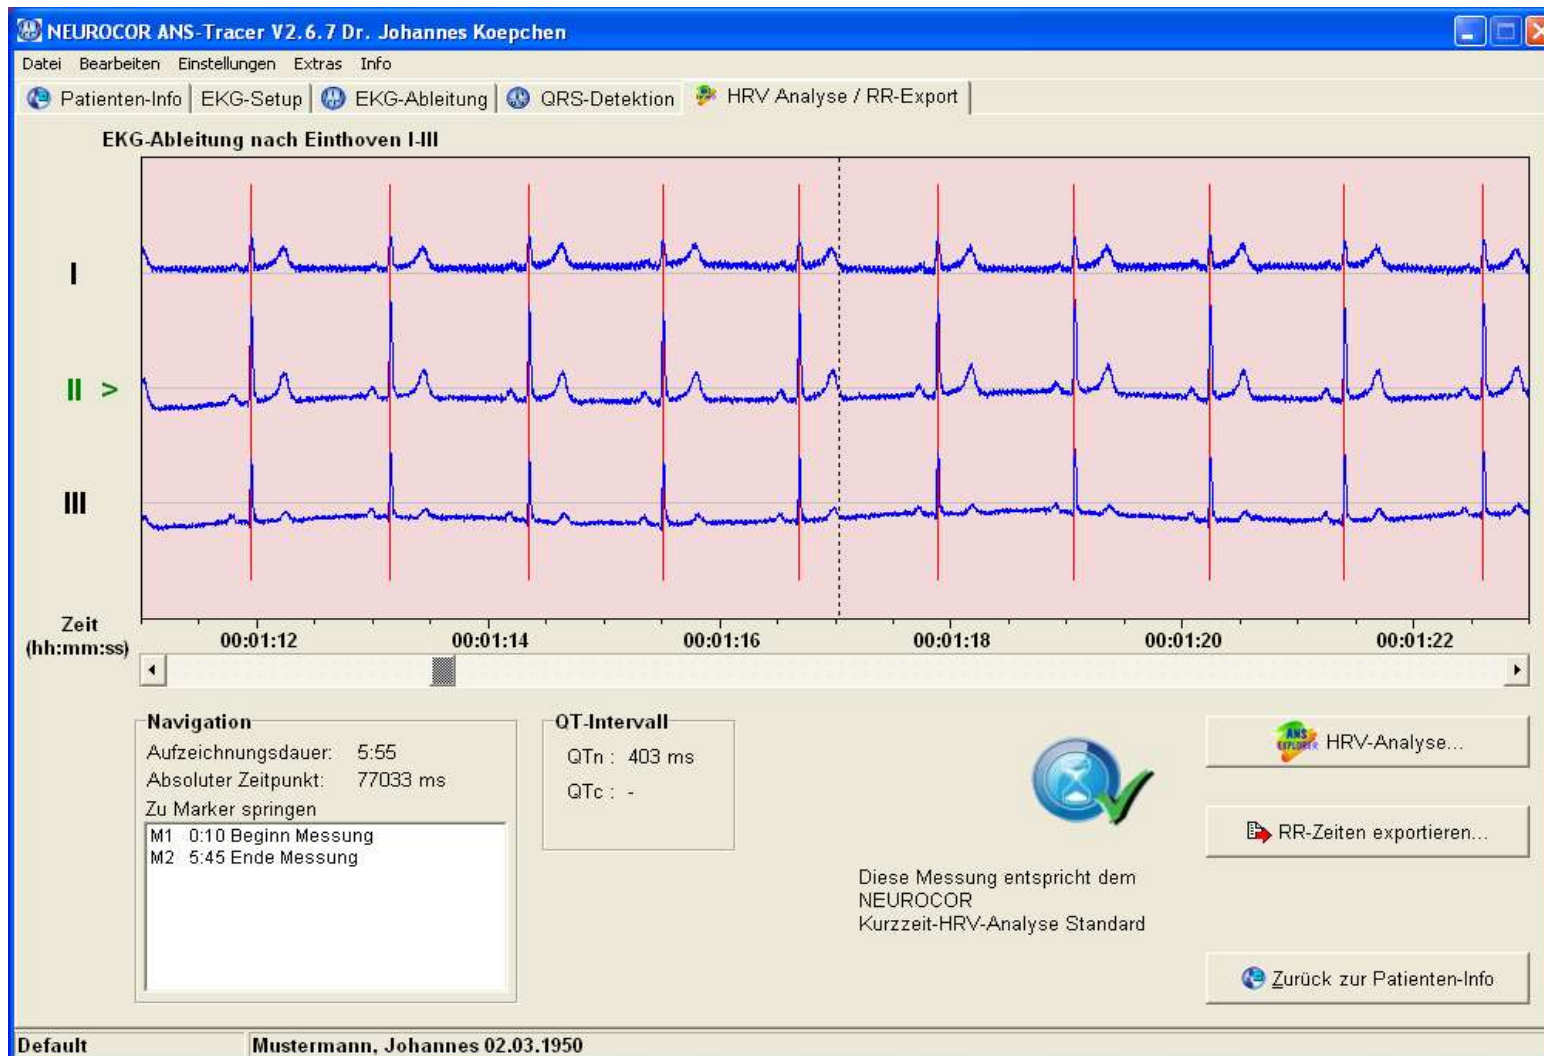 NEUROCOR ANS-Tracer V2.6.7 Dr. Johannes Koepchen
Datei Bearbeiten Einstellungen Extras Info
Patienten-Info EKG-Setup EKG-Ableitung QRS-Detektion HRV Analyse / RR-Export
EKG-Ableitung nach Einthoven I-III
I
II >
III
Zeit
(hh:mm:ss)
00:01:12 00:01:14 00:01:16 00:01:18 00:01:20 00:01:22
Navigation
Aufzeichnungsdauer: 5:55
Absoluter Zeitpunkt: 77033 ms
Zu Marker springen
M1 0:10 Beginn Messung
M2 5:45 Ende Messung
QT-Intervall
QTn : 403 ms
QTc : -
Diese Messung entspricht dem
NEUROCOR
Kurzzeit-HRV-Analyse Standard
ANS EXPLORER HRV-Analyse...
RR-Zeiten exportieren...
Zurück zur Patienten-Info
Default
Mustermann, Johannes 02.03.1950